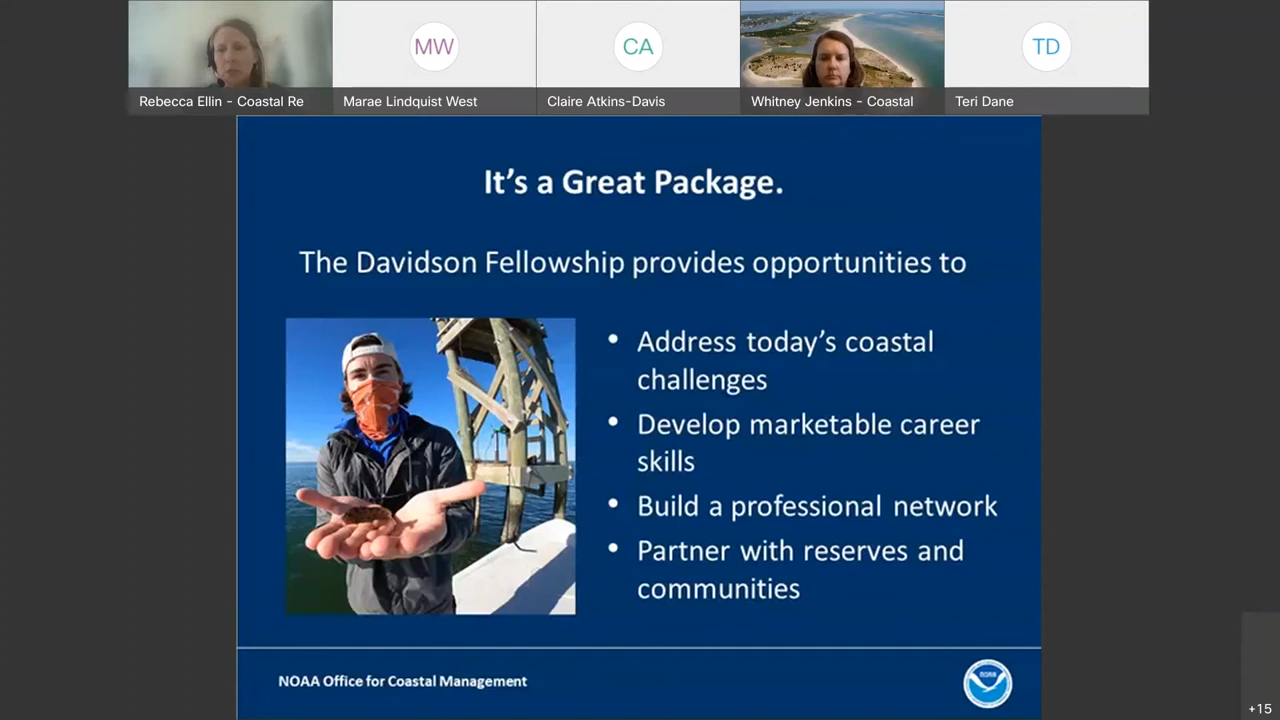 MW
CA
TD
Rebecca Ellin - Coastal Re
Marae Lindquist West
Claire Atkins-Davis
Whitney Jenkins - Coastal
Teri Dane
It's a Great Package.
The Davidson Fellowship provides opportunities to
• Address today's coastal
challenges
• Develop marketable career
skills
• Build a professional network
• Partner with reserves and
communities
NOAA Office for Coastal Management
NOAA
+15